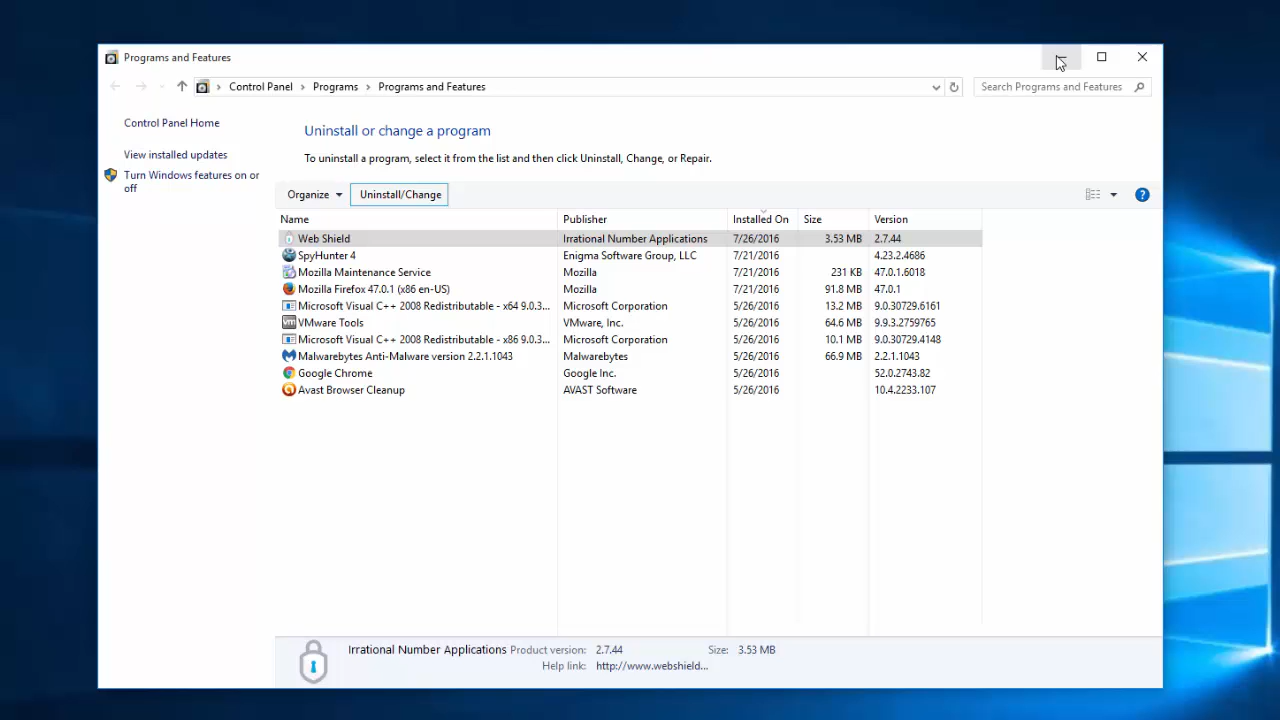 Programs and Features
Control Panel > Programs > Programs and Features
Search Programs and Features
Control Panel Home
View installed updates
Turn Windows features on or
off
Uninstall or change a program
To uninstall a program, select it from the list and then click Uninstall, Change, or Repair.
Organize Uninstall/Change
Name Publisher Installed On Size Version
Web Shield Irrational Number Applications 7/26/2016 3.53 MB 2.7.44
SpyHunter 4 Enigma Software Group, LLC 7/21/2016 4.23.2.4686
Mozilla Maintenance Service Mozilla 7/21/2016 231 KB 47.0.1.6018
Mozilla Firefox 47.0.1 (x86 en-US) Mozilla 7/21/2016 91.8 MB 47.0.1
Microsoft Visual C++ 2008 Redistributable - x64 9.0.3... Microsoft Corporation 5/26/2016 13.2 MB 9.0.30729.6161
VMware Tools VMware, Inc. 5/26/2016 64.6 MB 9.9.3.2759765
Microsoft Visual C++ 2008 Redistributable - x86 9.0.3... Microsoft Corporation 5/26/2016 10.1 MB 9.0.30729.4148
Malwarebytes Anti-Malware version 2.2.1.1043 Malwarebytes 5/26/2016 66.9 MB 2.2.1.1043
Google Chrome Google Inc. 5/26/2016 52.0.2743.82
Avast Browser Cleanup AVAST Software 5/26/2016 10.4.2233.107
Irrational Number Applications Product version: 2.7.44 Size: 3.53 MB
Help link: http://www.webshield...